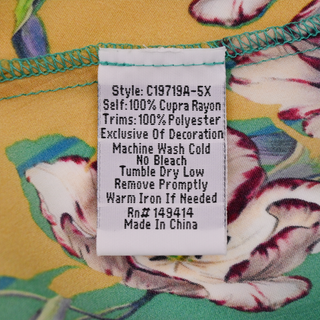 Style: C19719A-5X
Self:100% Cupra Rayon
Trims:100% Polyester
Exclusive Of Decoration
Machine Wash Cold
No Bleach
Tumble Dry Low
Remove Promptly
Warm Iron If Needed
Rn# 149414
Made In China